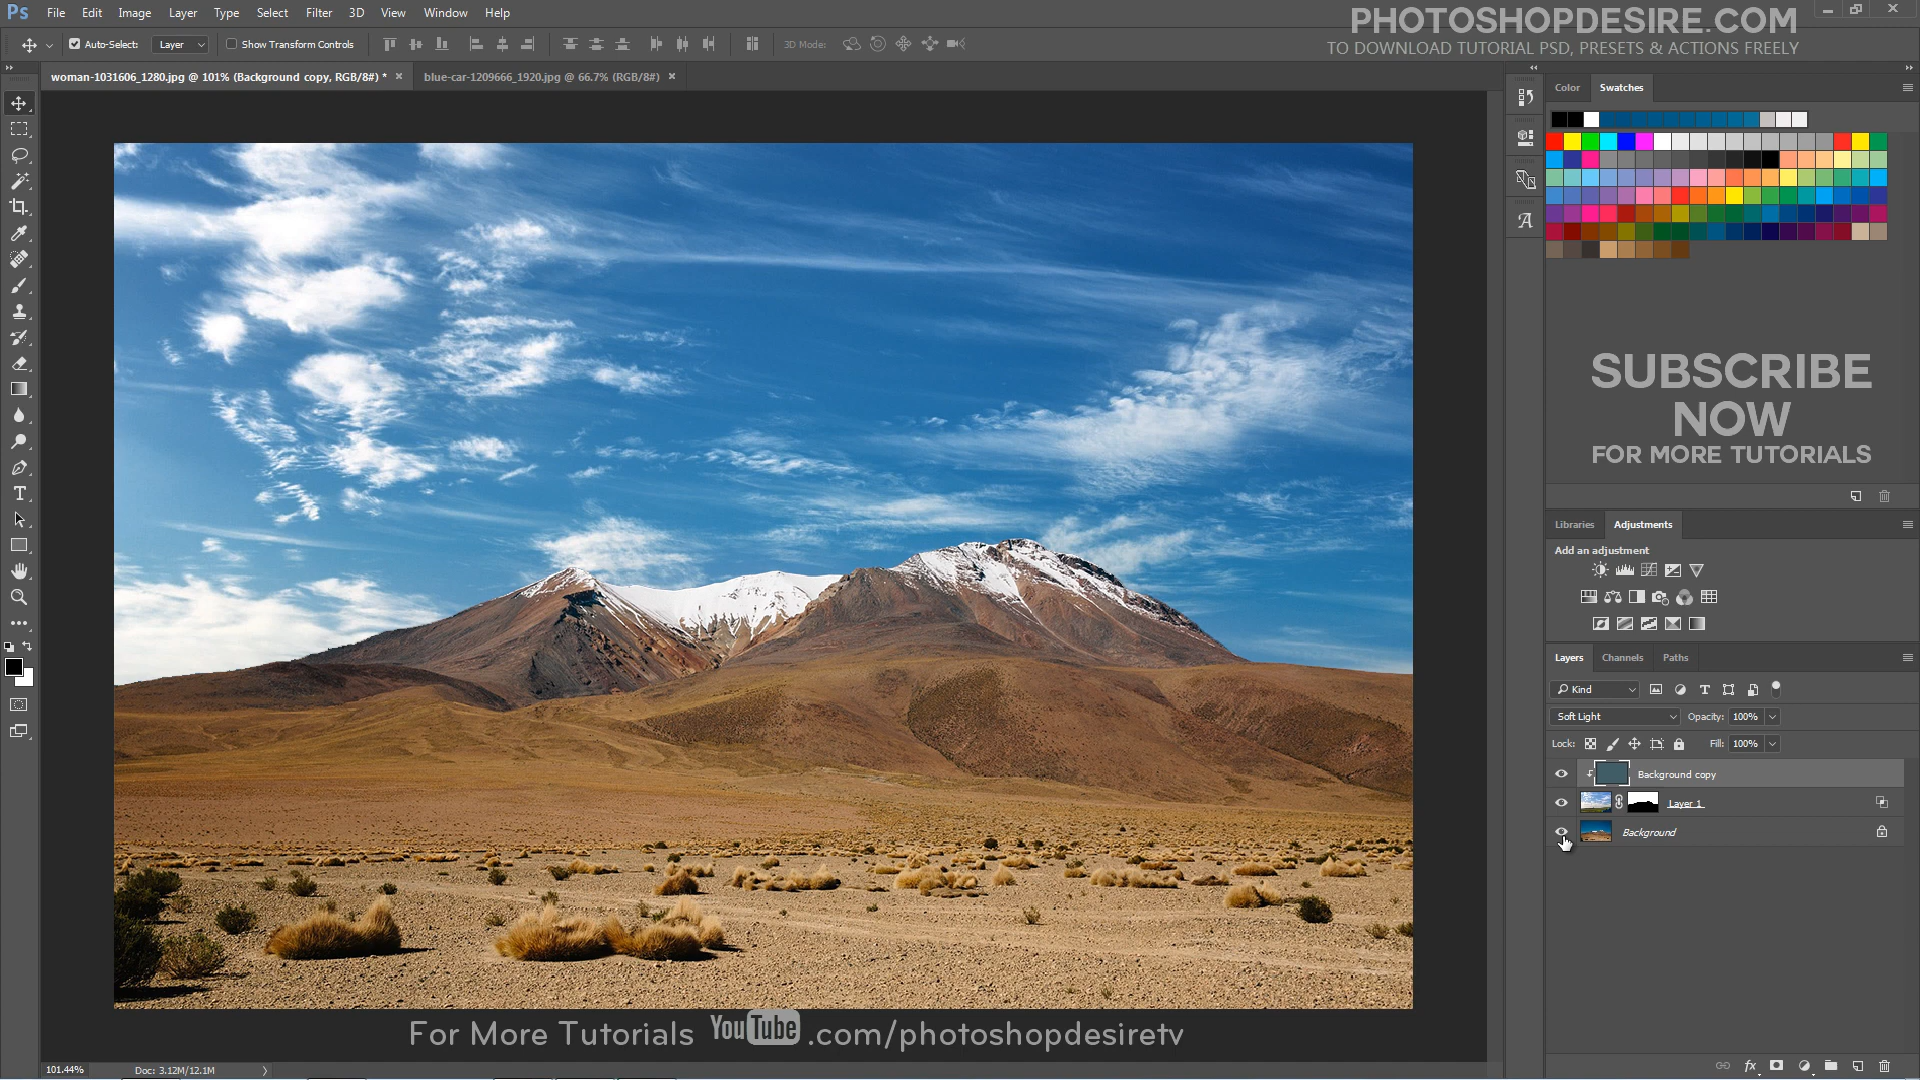 Ps File Edit Image Layer Type Select Filter 3D View Window Help
PHOTOSHOPDESIRE.COM
TO DOWNLOAD TUTORIAL PSD, PRESETS & ACTIONS FREELY
Auto-Select: Layer Show Transform Controls 3D Mode:
woman-1031606_1280.jpg @ 101% (Background copy, RGB/8#) * × blue-car-1209666_1920.jpg @ 66.7% (RGB/8#) ×
Color Swatches
SUBSCRIBE
NOW
FOR MORE TUTORIALS
Libraries Adjustments
Add an adjustment
Layers Channels Paths
Kind
Soft Light Opacity: 100%
Lock: Fill: 100%
Background copy
Layer 1
Background
For More Tutorials YouTube .com/photoshopdesiretv
101.44% Doc: 3.12M/12.1M
fx